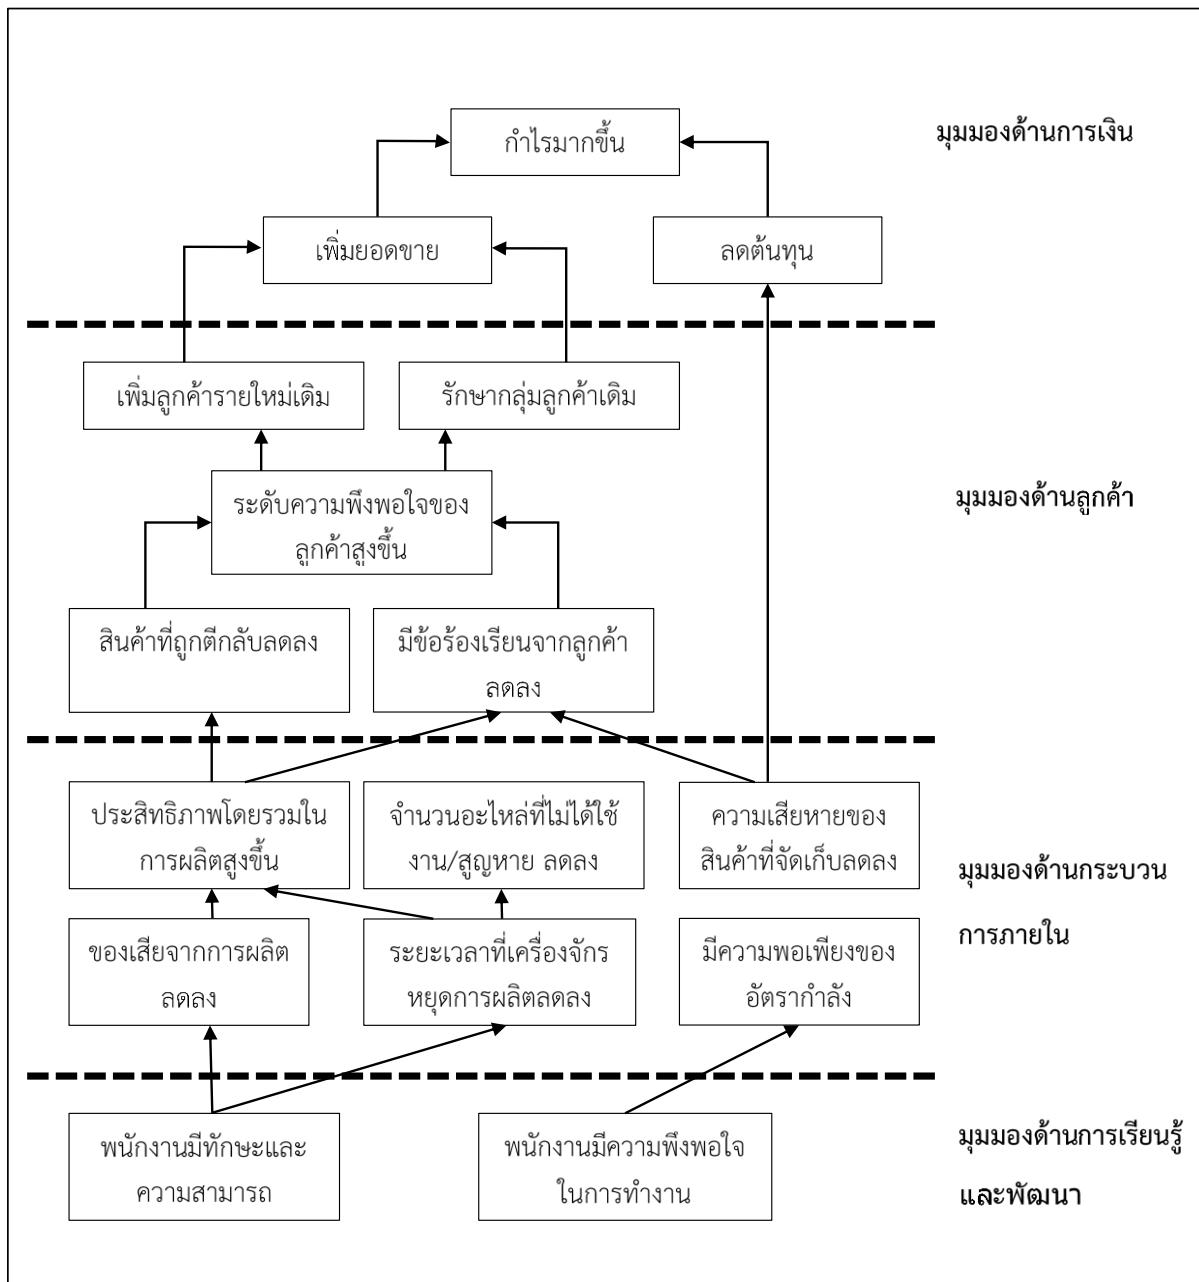 มุมมองด้านการเงิน
กำไรมากขึ้น
เพิ่มยอดขาย
ลดต้นทุน
เพิ่มลูกค้ารายใหม่เดิม
รักษากลุ่มลูกค้าเดิม
มุมมองด้านลูกค้า
ระดับความพึงพอใจของ
ลูกค้าสูงขึ้น
สินค้าที่ถูกตีกลับลดลง
มีข้อร้องเรียนจากลูกค้า
ลดลง
ประสิทธิภาพโดยรวมใน
การผลิตสูงขึ้น
จำนวนอะไหล่ที่ไม่ได้ใช้
งาน/สูญหาย ลดลง
ความเสียหายของ
สินค้าที่จัดเก็บลดลง
มุมมองด้านกระบวน
การภายใน
ของเสียจากการผลิต
ลดลง
ระยะเวลาที่เครื่องจักร
หยุดการผลิตลดลง
มีความพอเพียงของ
อัตรากำลัง
พนักงานมีทักษะและ
ความสามารถ
พนักงานมีความพึงพอใจ
ในการทำงาน
มุมมองด้านการเรียนรู้
และพัฒนา